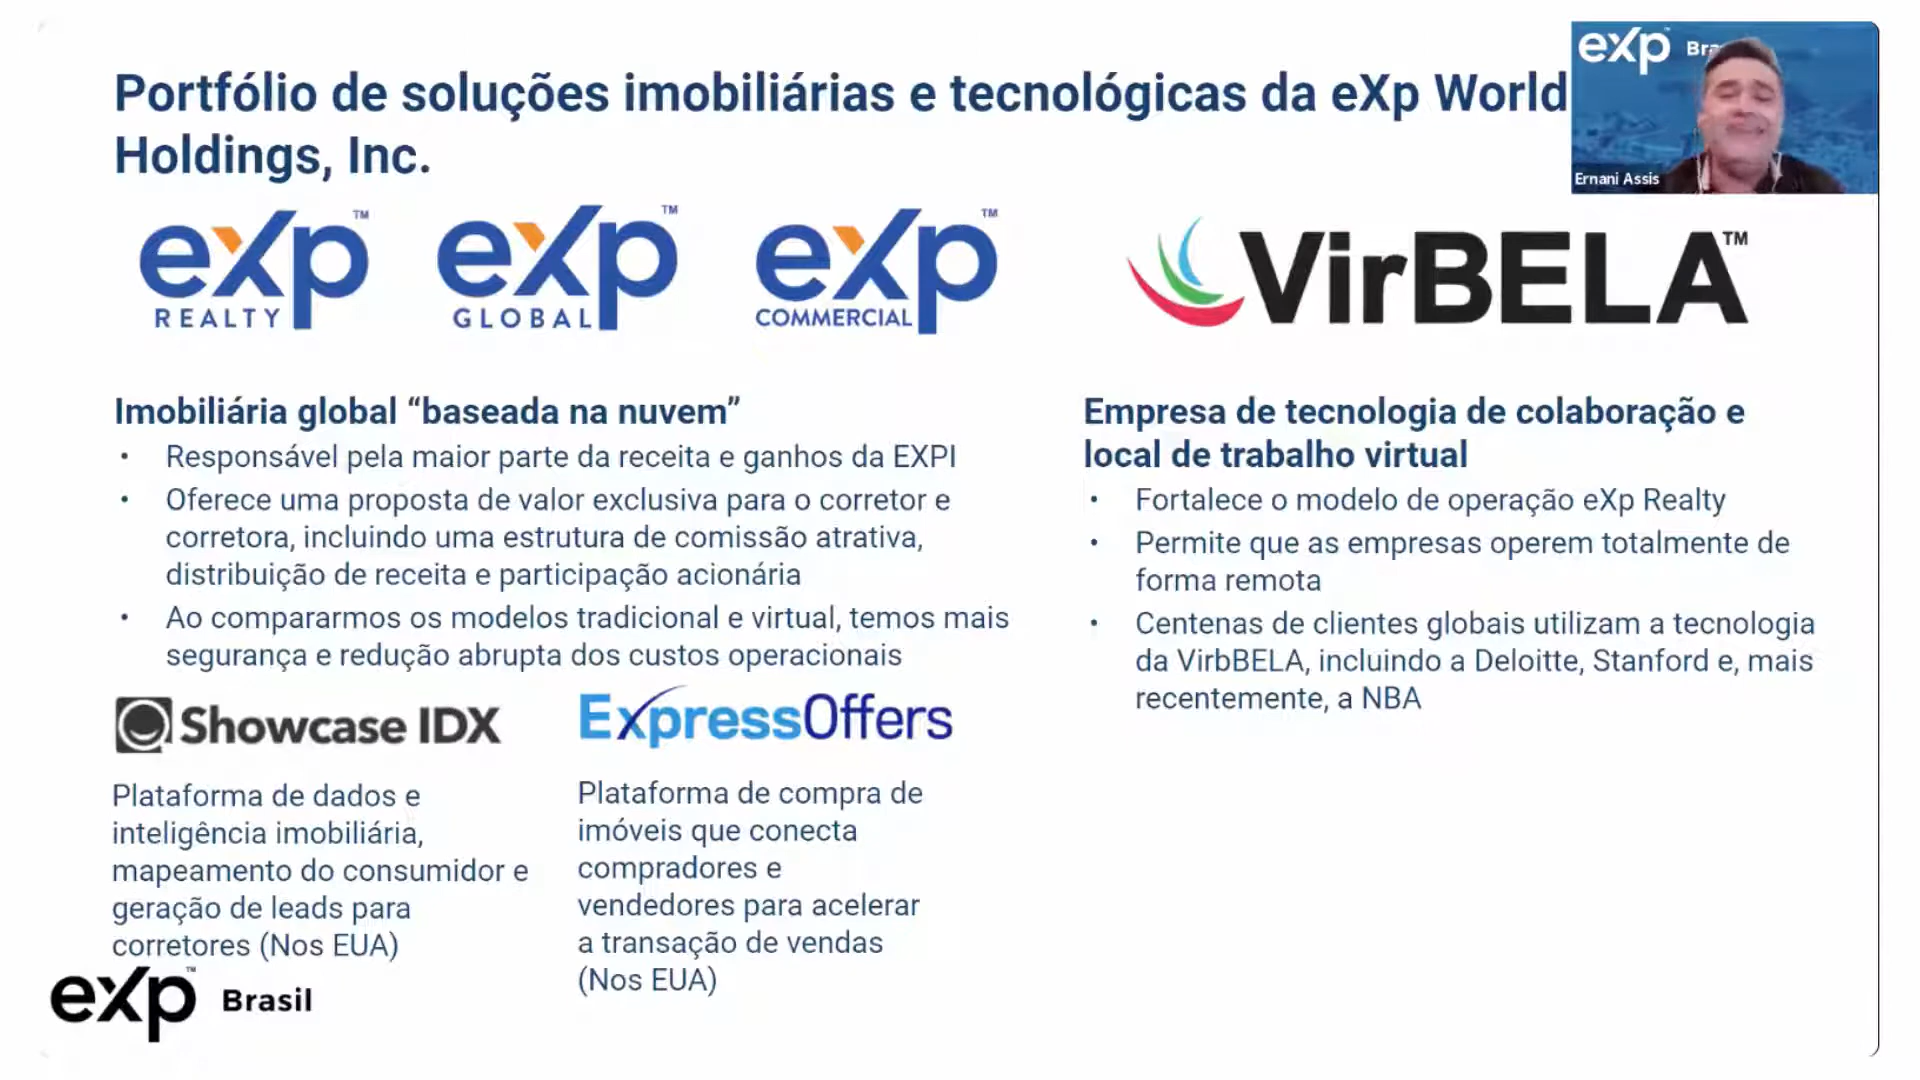 Portfólio de soluções imobiliárias e tecnológicas da eXp World
Holdings, Inc.
eXp Bra
Ernani Assis
eXp™
REALTY
eXp™
GLOBAL
eXp™
COMMERCIAL
VirBELA™
Imobiliária global “baseada na nuvem”
• Responsável pela maior parte da receita e ganhos da EXPI
• Oferece uma proposta de valor exclusiva para o corretor e
corretora, incluindo uma estrutura de comissão atrativa,
distribuição de receita e participação acionária
• Ao compararmos os modelos tradicional e virtual, temos mais
segurança e redução abrupta dos custos operacionais
Empresa de tecnologia de colaboração e
local de trabalho virtual
• Fortalece o modelo de operação eXp Realty
• Permite que as empresas operem totalmente de
forma remota
• Centenas de clientes globais utilizam a tecnologia
da VirbBELA, incluindo a Deloitte, Stanford e, mais
recentemente, a NBA
Showcase IDX
Plataforma de dados e
inteligência imobiliária,
mapeamento do consumidor e
geração de leads para
corretores (Nos EUA)
ExpressOffers
Plataforma de compra de
imóveis que conecta
compradores e
vendedores para acelerar
a transação de vendas
(Nos EUA)
eXp™ Brasil